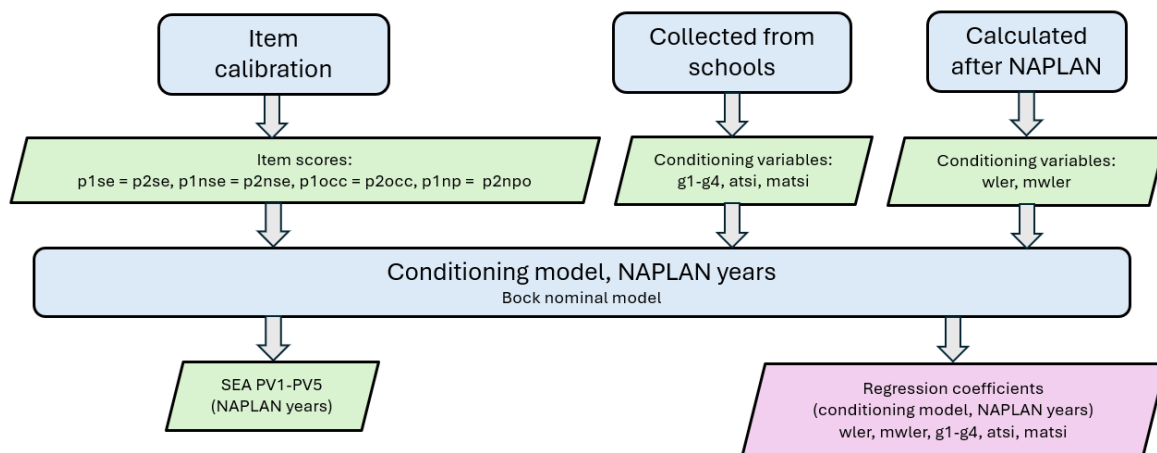 Item
calibration
Collected from
schools
Calculated
after NAPLAN
Item scores:
p1se = p2se, p1nse = p2nse, p1occ = p2occ, p1np = p2npo
Conditioning variables:
g1-g4, atsi, matsi
Conditioning variables:
wler, mwler
Conditioning model, NAPLAN years
Bock nominal model
SEA PV1-PV5
(NAPLAN years)
Regression coefficients
(conditioning model, NAPLAN years)
wler, mwler, g1-g4, atsi, matsi